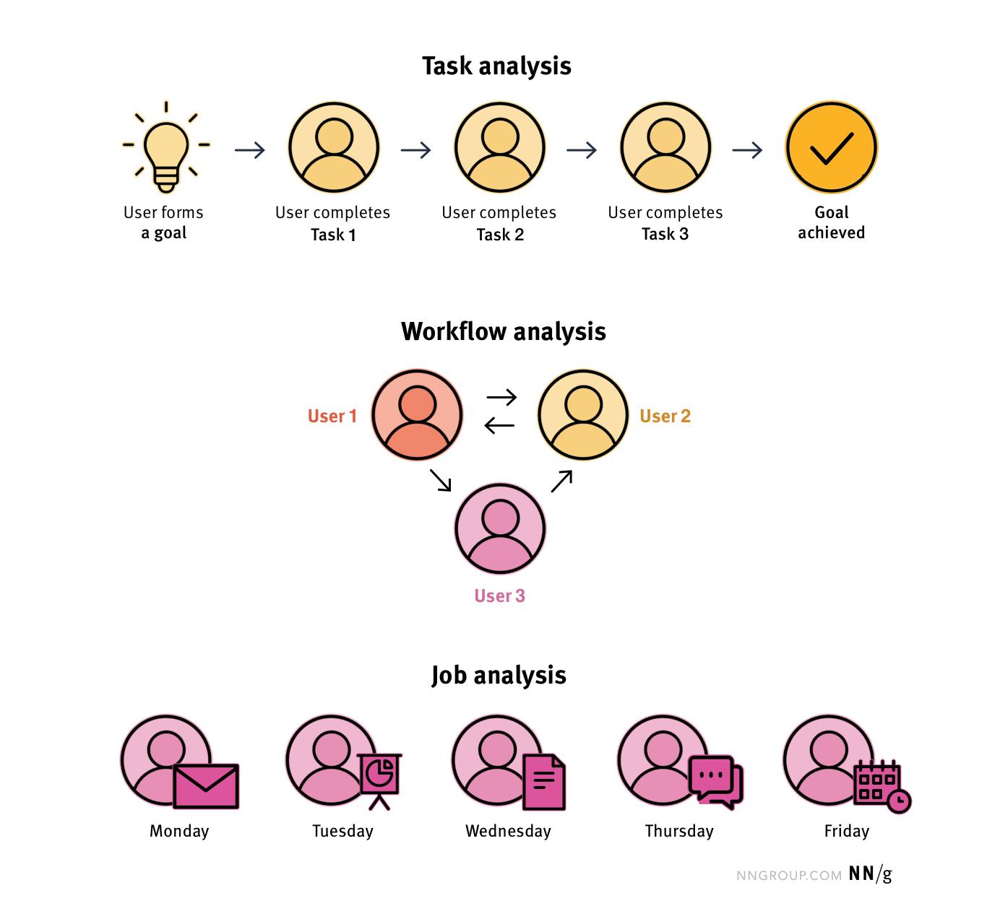 Task analysis
User forms
a goal
User completes
Task 1
User completes
Task 2
User completes
Task 3
Goal
achieved
Workflow analysis
User 1
User 2
User 3
Job analysis
Monday
Tuesday
Wednesday
Thursday
Friday
NNGROUP.COM NN/g